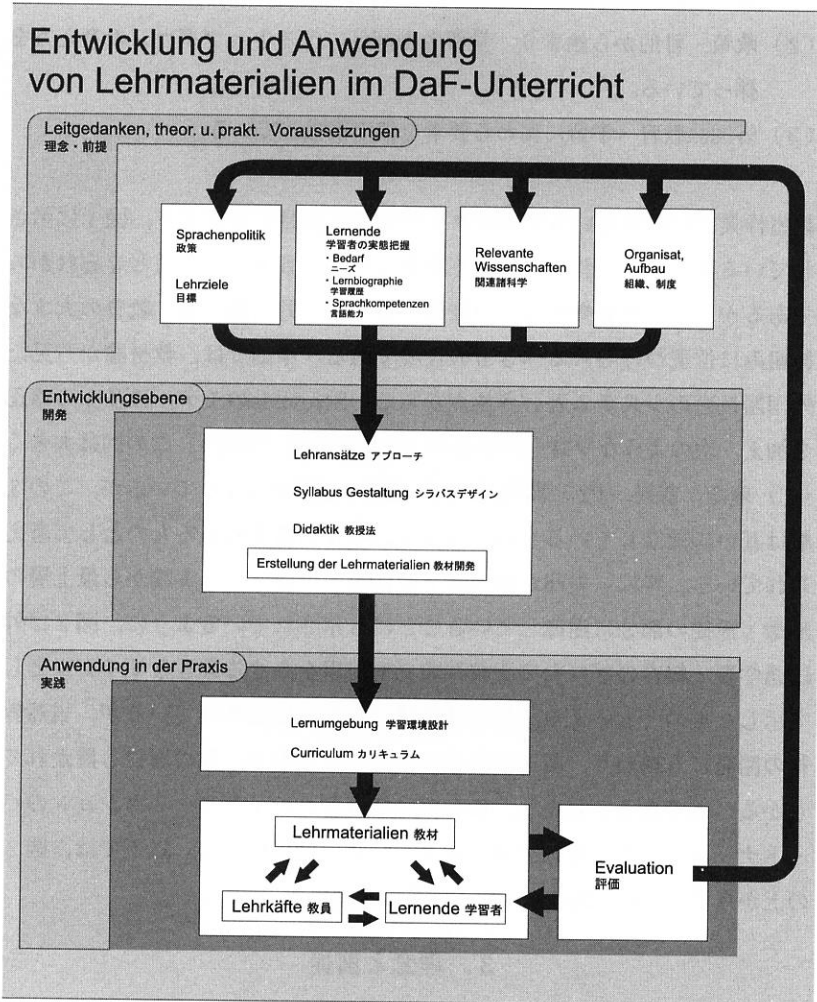 Entwicklung und Anwendung
von Lehrmaterialien im DaF-Unterricht
Leitgedanken, theor. u. prakt. Voraussetzungen
理念・前提
Sprachenpolitik
政策
Lehrziele
目標
Lernende
学習者の実態把握
・Bedarf
ニーズ
・Lernbiographie
学習履歴
・Sprachkompetenzen
言語能力
Relevante
Wissenschaften
関連諸科学
Organisat,
Aufbau
組織、制度
Entwicklungsebene
開発
Lehransätze アプローチ
Syllabus Gestaltung シラバスデザイン
Didaktik 教授法
Erstellung der Lehrmaterialien 教材開発
Anwendung in der Praxis
実践
Lernumgebung 学習環境設計
Curriculum カリキュラム
Lehrmaterialien 教材
Lehrkäfte 教員
Lernende 学習者
Evaluation
評価